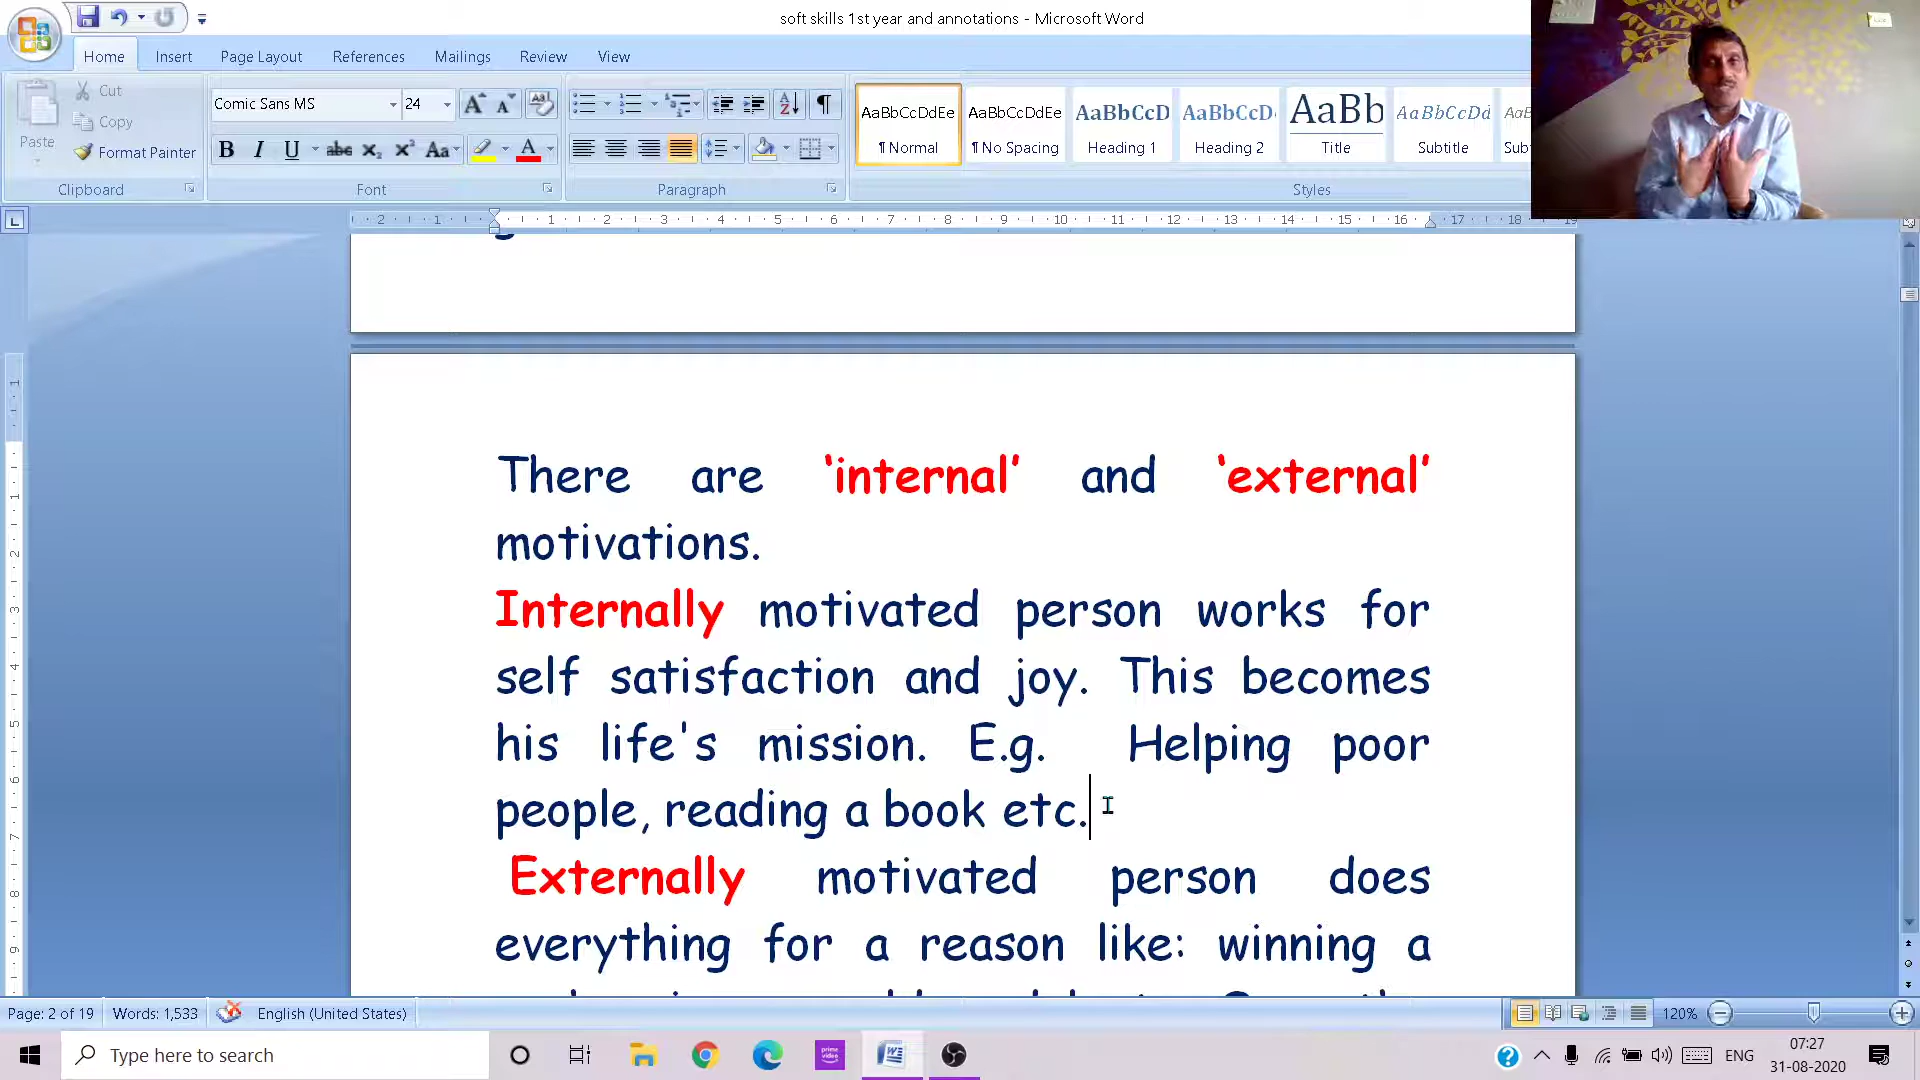 soft skills 1st year and annotations - Microsoft Word
Home Insert Page Layout References Mailings Review View
Cut
Copy
Paste
Format Painter
Clipboard
Comic Sans MS 24
Font
Paragraph
AaBbCcDdEe AaBbCcDdEe AaBbCcD AaBbCcD AaBb AaBbCcDd
¶ Normal ¶ No Spacing Heading 1 Heading 2 Title Subtitle
Styles
There are ‘internal’ and ‘external’
motivations.
Internally motivated person works for
self satisfaction and joy. This becomes
his life's mission. E.g. Helping poor
people, reading a book etc.
Externally motivated person does
everything for a reason like: winning a
Page: 2 of 19 Words: 1,533 English (United States) 120%
Type here to search
prime video
ENG
07:27
31-08-2020